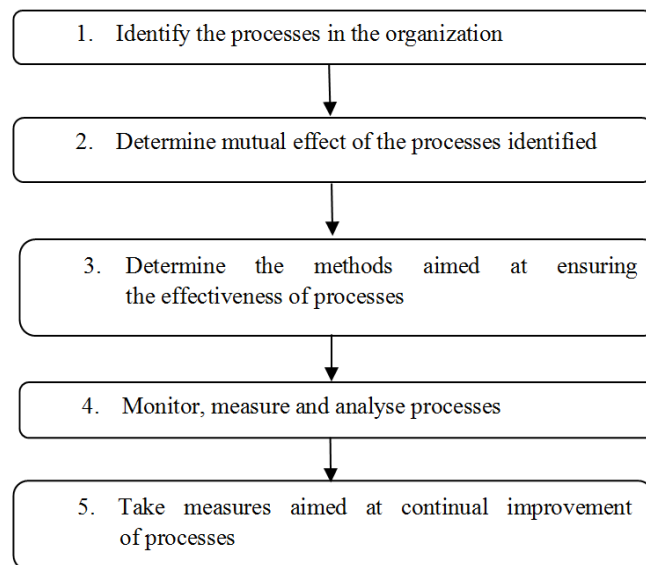 1. Identify the processes in the organization
2. Determine mutual effect of the processes identified
3. Determine the methods aimed at ensuring
the effectiveness of processes
4. Monitor, measure and analyse processes
5. Take measures aimed at continual improvement
of processes